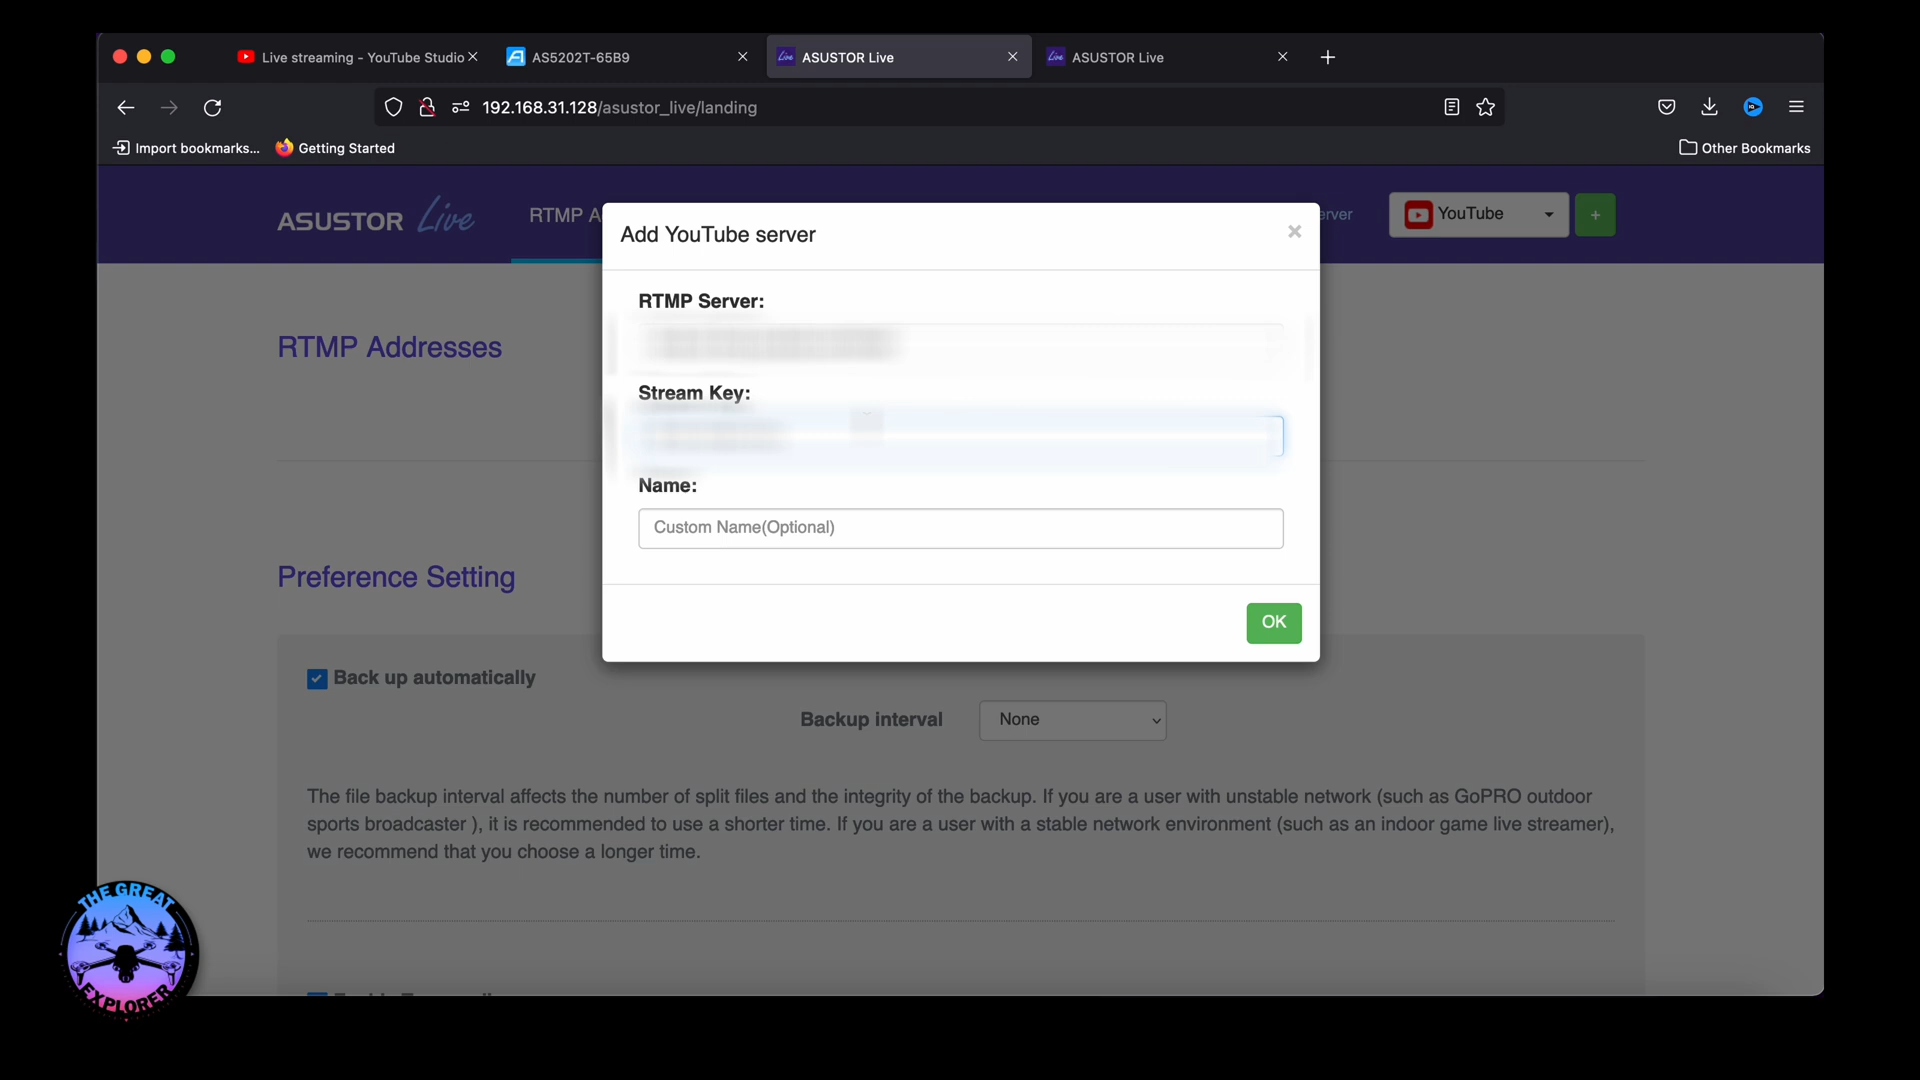 Live streaming - YouTube Studio
AS5202T-65B9
Live
ASUSTOR Live
Live
ASUSTOR Live
192.168.31.128/asustor_live/landing
Import bookmarks...
Getting Started
Other Bookmarks
ASUSTOR Live
RTMP A
erver
YouTube
+
Add YouTube server
RTMP Server:
RTMP Addresses
Stream Key:
Name:
Custom Name(Optional)
Preference Setting
OK
Back up automatically
Backup interval
None
The file backup interval affects the number of split files and the integrity of the backup. If you are a user with unstable network (such as GoPRO outdoor
sports broadcaster ), it is recommended to use a shorter time. If you are a user with a stable network environment (such as an indoor game live streamer),
we recommend that you choose a longer time.
THE GREAT
EXPLORER